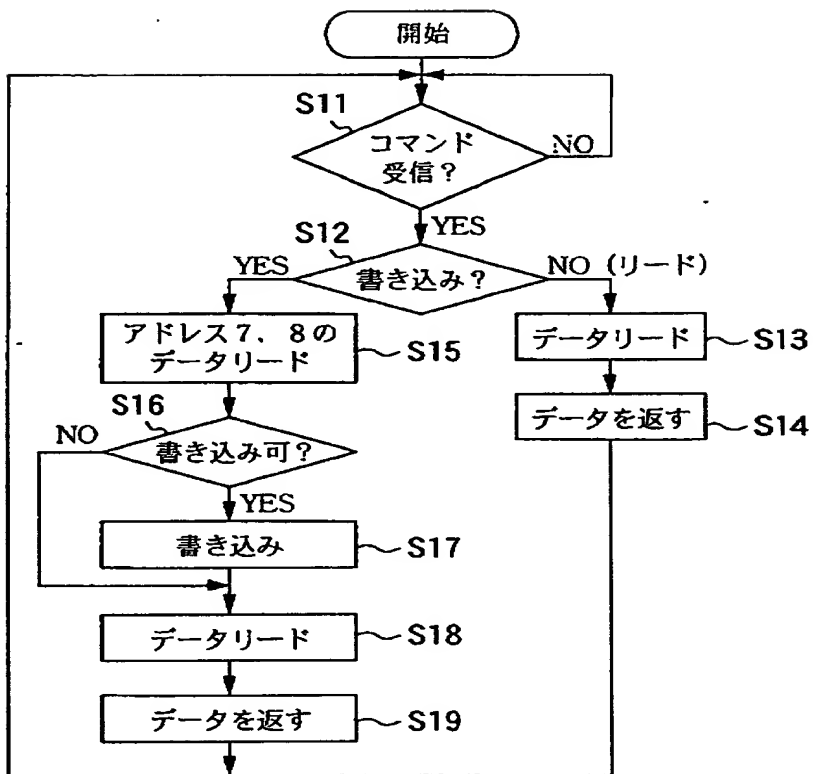 開始
S11
コマンド
受信？
NO
YES
S12
YES
書き込み？
NO（リード）
アドレス7．8の
データリード
S15
データリード
S13
S16
データを返す
S14
NO
書き込み可？
YES
書き込み
S17
データリード
S18
データを返す
S19